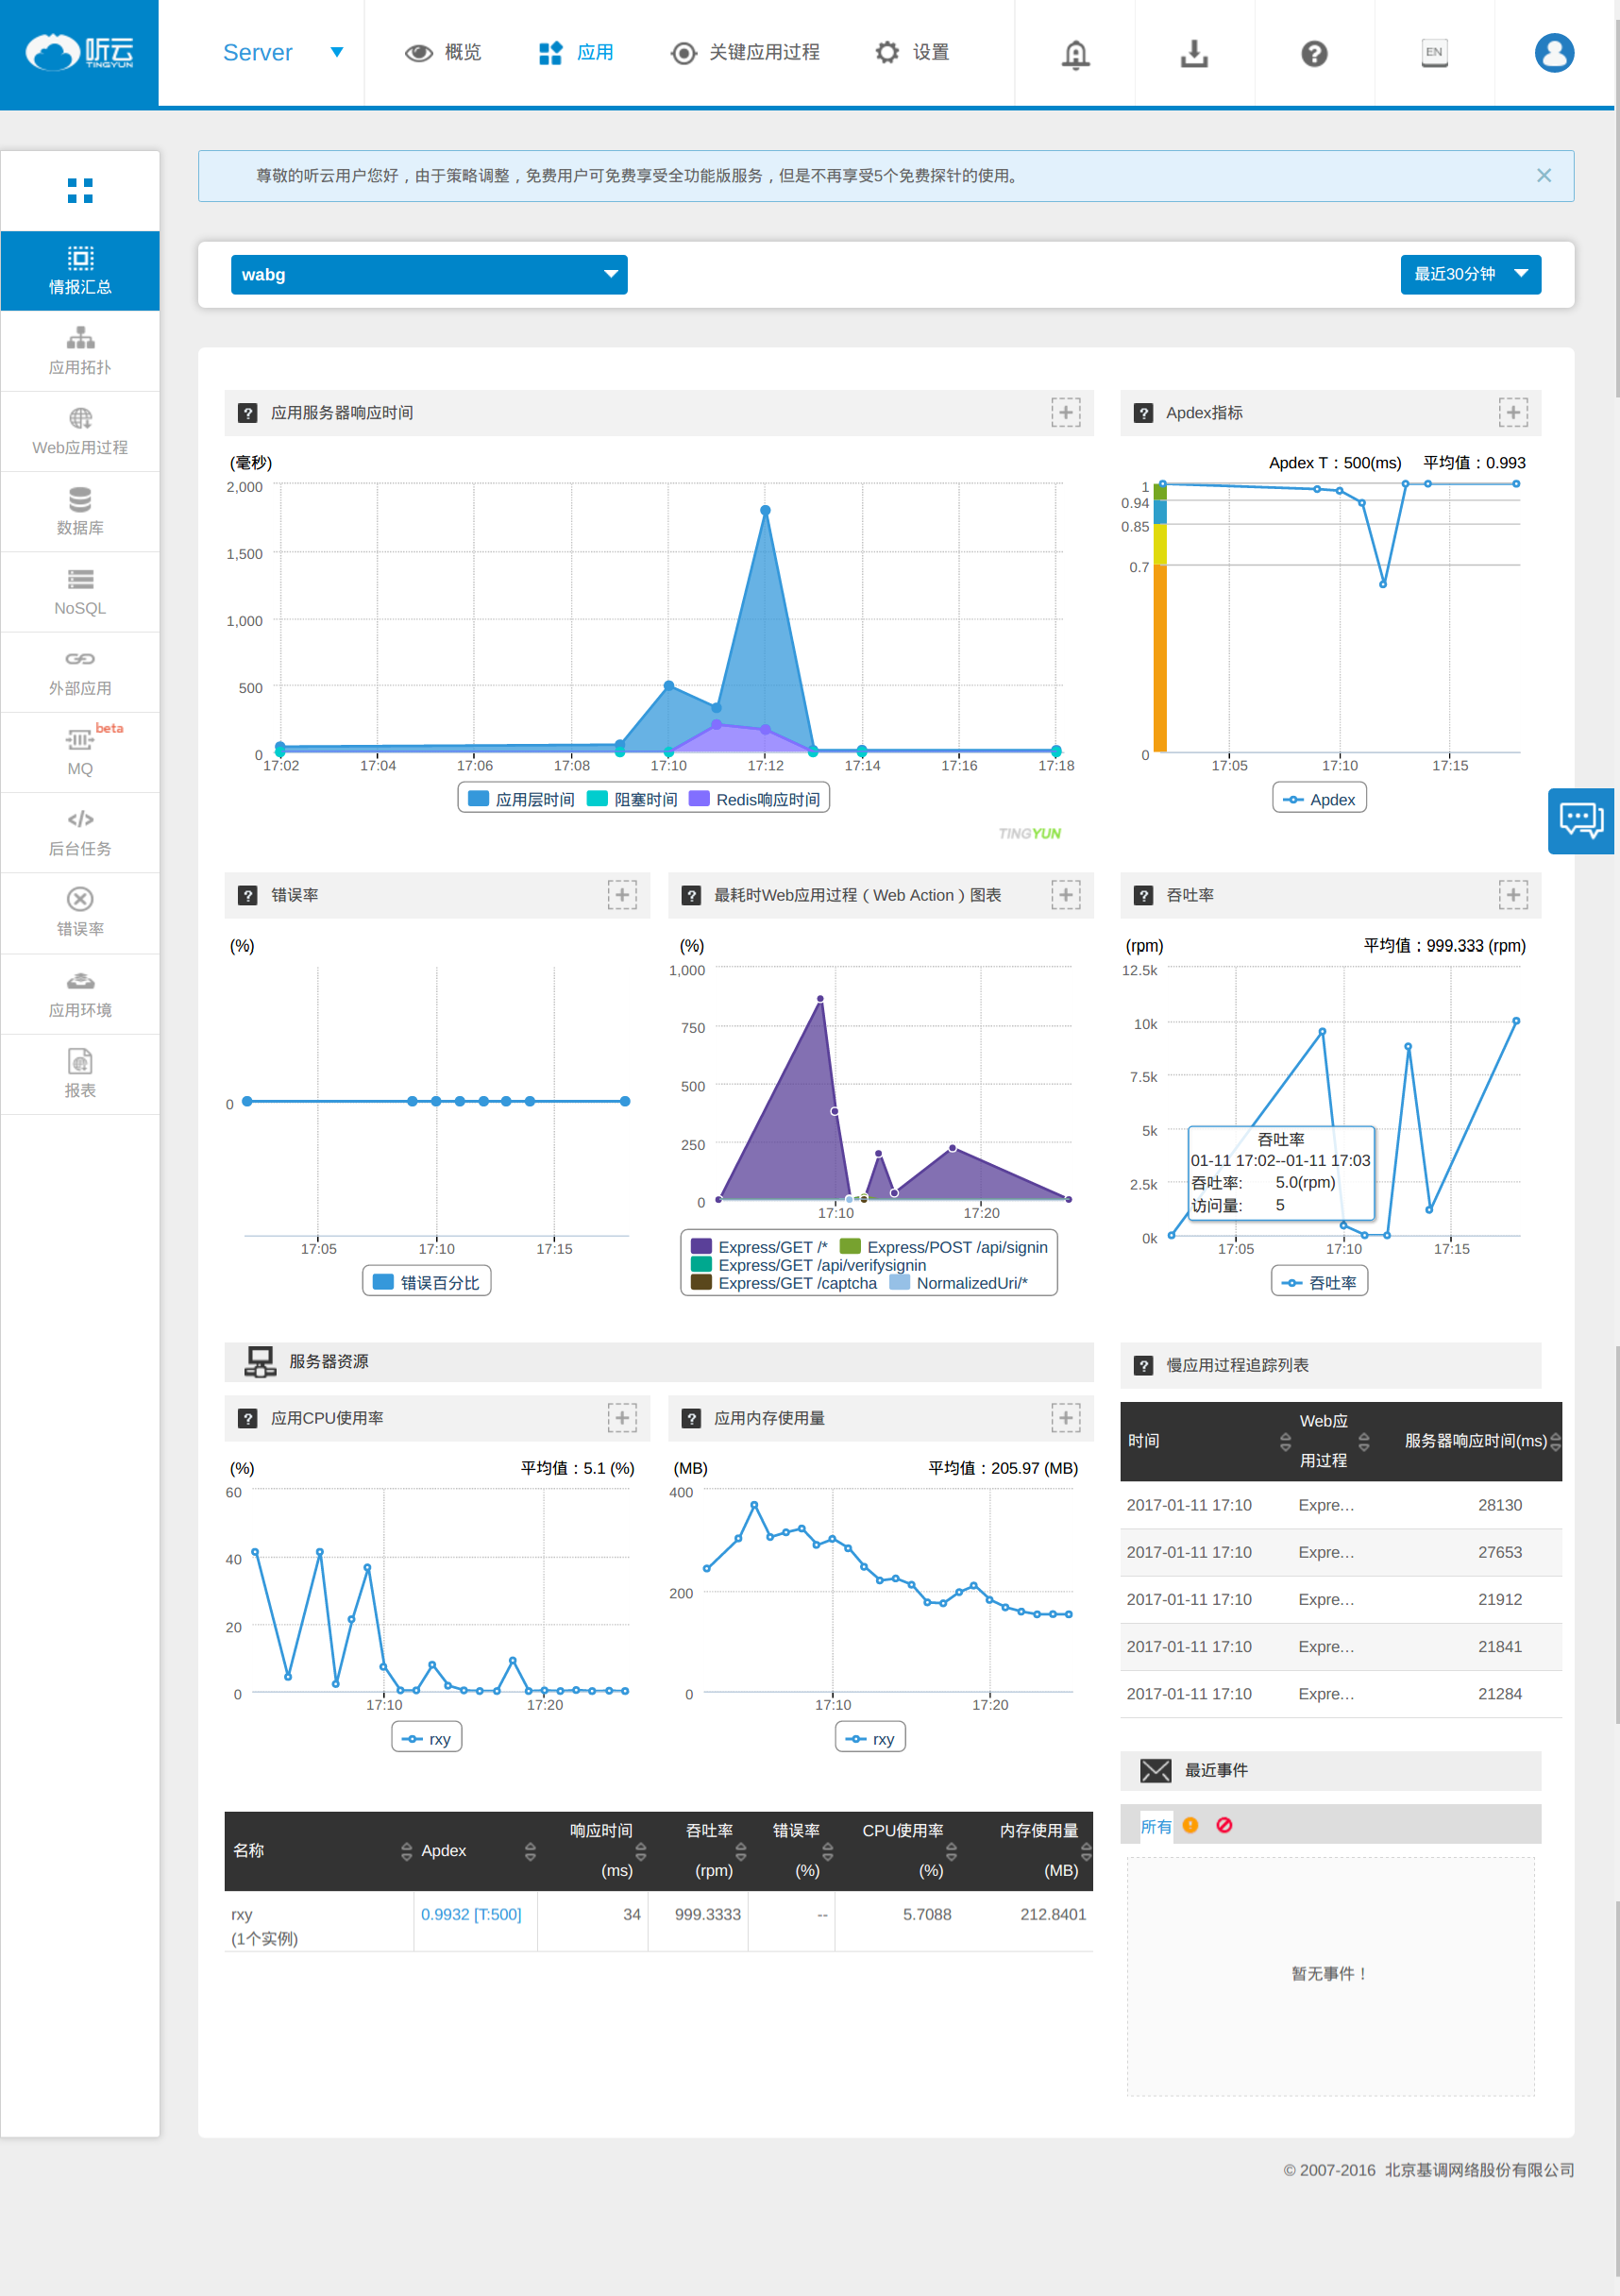 听云
TINGYUN
Server
概览
应用
关键应用过程
设置
EN
尊敬的听云用户您好，由于策略调整，免费用户可免费享受全功能版服务，但是不再享受5个免费探针的使用。
情报汇总
应用拓扑
Web应用过程
数据库
NoSQL
外部应用
beta
MQ
后台任务
错误率
应用环境
报表
wabg
最近30分钟
应用服务器响应时间
(毫秒)
2,000
1,500
1,000
500
0
17:02 17:04 17:06 17:08 17:10 17:12 17:14 17:16 17:18
应用层时间 阻塞时间 Redis响应时间
TINGYUN
Apdex指标
Apdex T：500(ms) 平均值：0.993
1
0.94
0.85
0.7
0
17:05 17:10 17:15
Apdex
错误率
(%)
0
17:05 17:10 17:15
错误百分比
最耗时Web应用过程（Web Action）图表
(%)
1,000
750
500
250
0
17:10 17:20
Express/GET /* Express/POST /api/signin
Express/GET /api/verifysignin
Express/GET /captcha NormalizedUri/*
吞吐率
(rpm) 平均值：999.333 (rpm)
12.5k
10k
7.5k
5k
2.5k
0k
吞吐率
01-11 17:02--01-11 17:03
吞吐率: 5.0(rpm)
访问量: 5
17:05 17:10 17:15
吞吐率
服务器资源
应用CPU使用率
(%) 平均值：5.1 (%)
60
40
20
0
17:10 17:20
rxy
应用内存使用量
(MB) 平均值：205.97 (MB)
400
200
0
17:10 17:20
rxy
慢应用过程追踪列表
时间 Web应用过程 服务器响应时间(ms)
2017-01-11 17:10 Expre… 28130
2017-01-11 17:10 Expre… 27653
2017-01-11 17:10 Expre… 21912
2017-01-11 17:10 Expre… 21841
2017-01-11 17:10 Expre… 21284
名称 Apdex 响应时间(ms) 吞吐率(rpm) 错误率(%) CPU使用率(%) 内存使用量(MB)
rxy 0.9932 [T:500] 34 999.3333 -- 5.7088 212.8401
(1个实例)
最近事件
所有
暂无事件！
© 2007-2016 北京基调网络股份有限公司